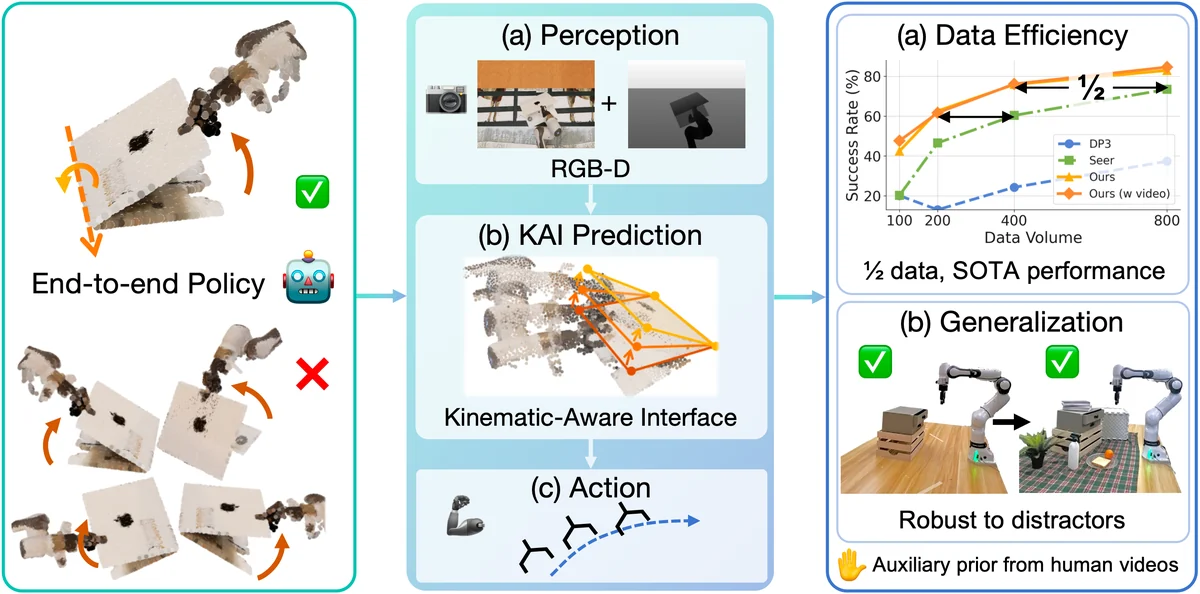 End-to-end Policy
(a) Perception
+
RGB-D
(b) KAI Prediction
Kinematic-Aware Interface
(c) Action
(a) Data Efficiency
Success Rate (%)
80
60
40
20
½
DP3
Seer
Ours
Ours (w video)
100
200
400
800
Data Volume
½ data, SOTA performance
(b) Generalization
Robust to distractors
Auxiliary prior from human videos